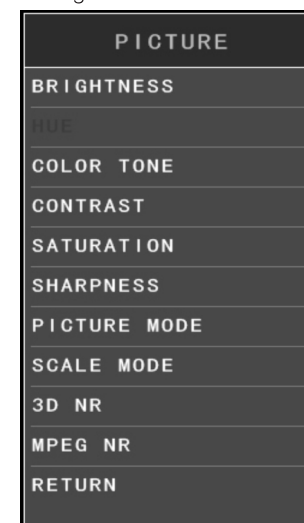 PICTURE
BRIGHTNESS
HUE
COLOR TONE
CONTRAST
SATURATION
SHARPNESS
PICTURE MODE
SCALE MODE
3D NR
MPEG NR
RETURN